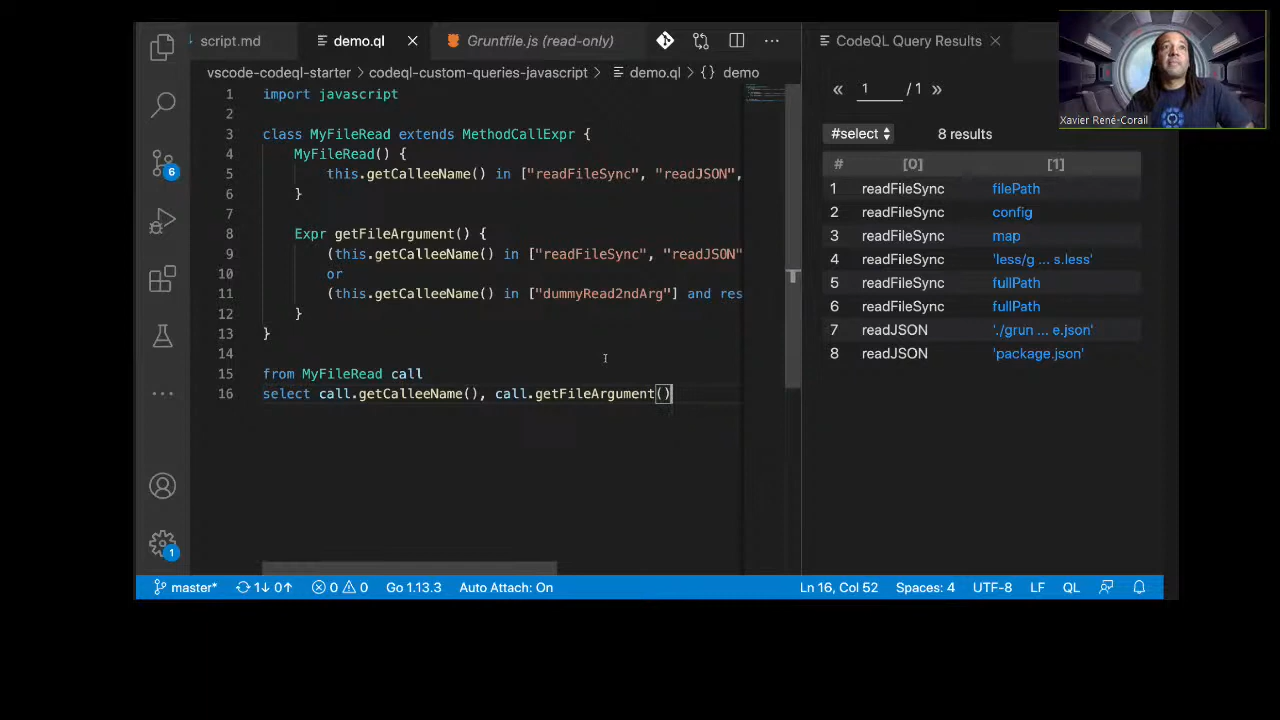 script.md
demo.ql
Gruntfile.js (read-only)
vscode-codeql-starter > codeql-custom-queries-javascript > demo.ql > {} demo
1 import javascript
2
3 class MyFileRead extends MethodCallExpr {
4 MyFileRead() {
5 this.getCalleeName() in ["readFileSync", "readJSON",
6 }
7
8 Expr getFileArgument() {
9 (this.getCalleeName() in ["readFileSync", "readJSON"
10 or
11 (this.getCalleeName() in ["dummyRead2ndArg"] and res
12 }
13 }
14
15 from MyFileRead call
16 select call.getCalleeName(), call.getFileArgument()
6
1
CodeQL Query Results
« 1 / 1 »
#select 8 results
# [0] [1]
1 readFileSync filePath
2 readFileSync config
3 readFileSync map
4 readFileSync 'less/g ... s.less'
5 readFileSync fullPath
6 readFileSync fullPath
7 readJSON './grun ... e.json'
8 readJSON 'package.json'
Xavier René-Corail
master* 1↓ 0↑ 0 0 Go 1.13.3 Auto Attach: On Ln 16, Col 52 Spaces: 4 UTF-8 LF QL